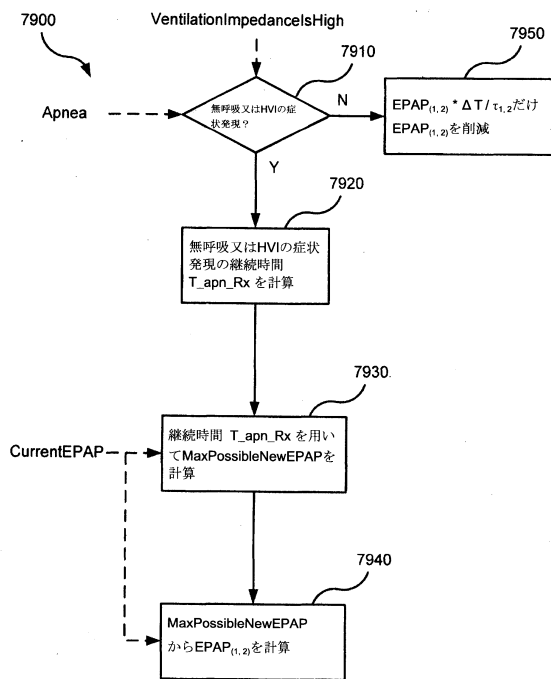 VentilationImpedanceIsHigh
7900
7910
7950
Apnea
無呼吸又はHVIの症
状発現?
N
EPAP(1, 2) * ΔT / τ1, 2 だけ
EPAP(1, 2)を削減
Y
7920
無呼吸又はHVIの症状
発現の継続時間
T_apn_Rx を計算
7930
CurrentEPAP
継続時間 T_apn_Rx を用い
てMaxPossibleNewEPAPを
計算
7940
MaxPossibleNewEPAP
からEPAP(1, 2)を計算